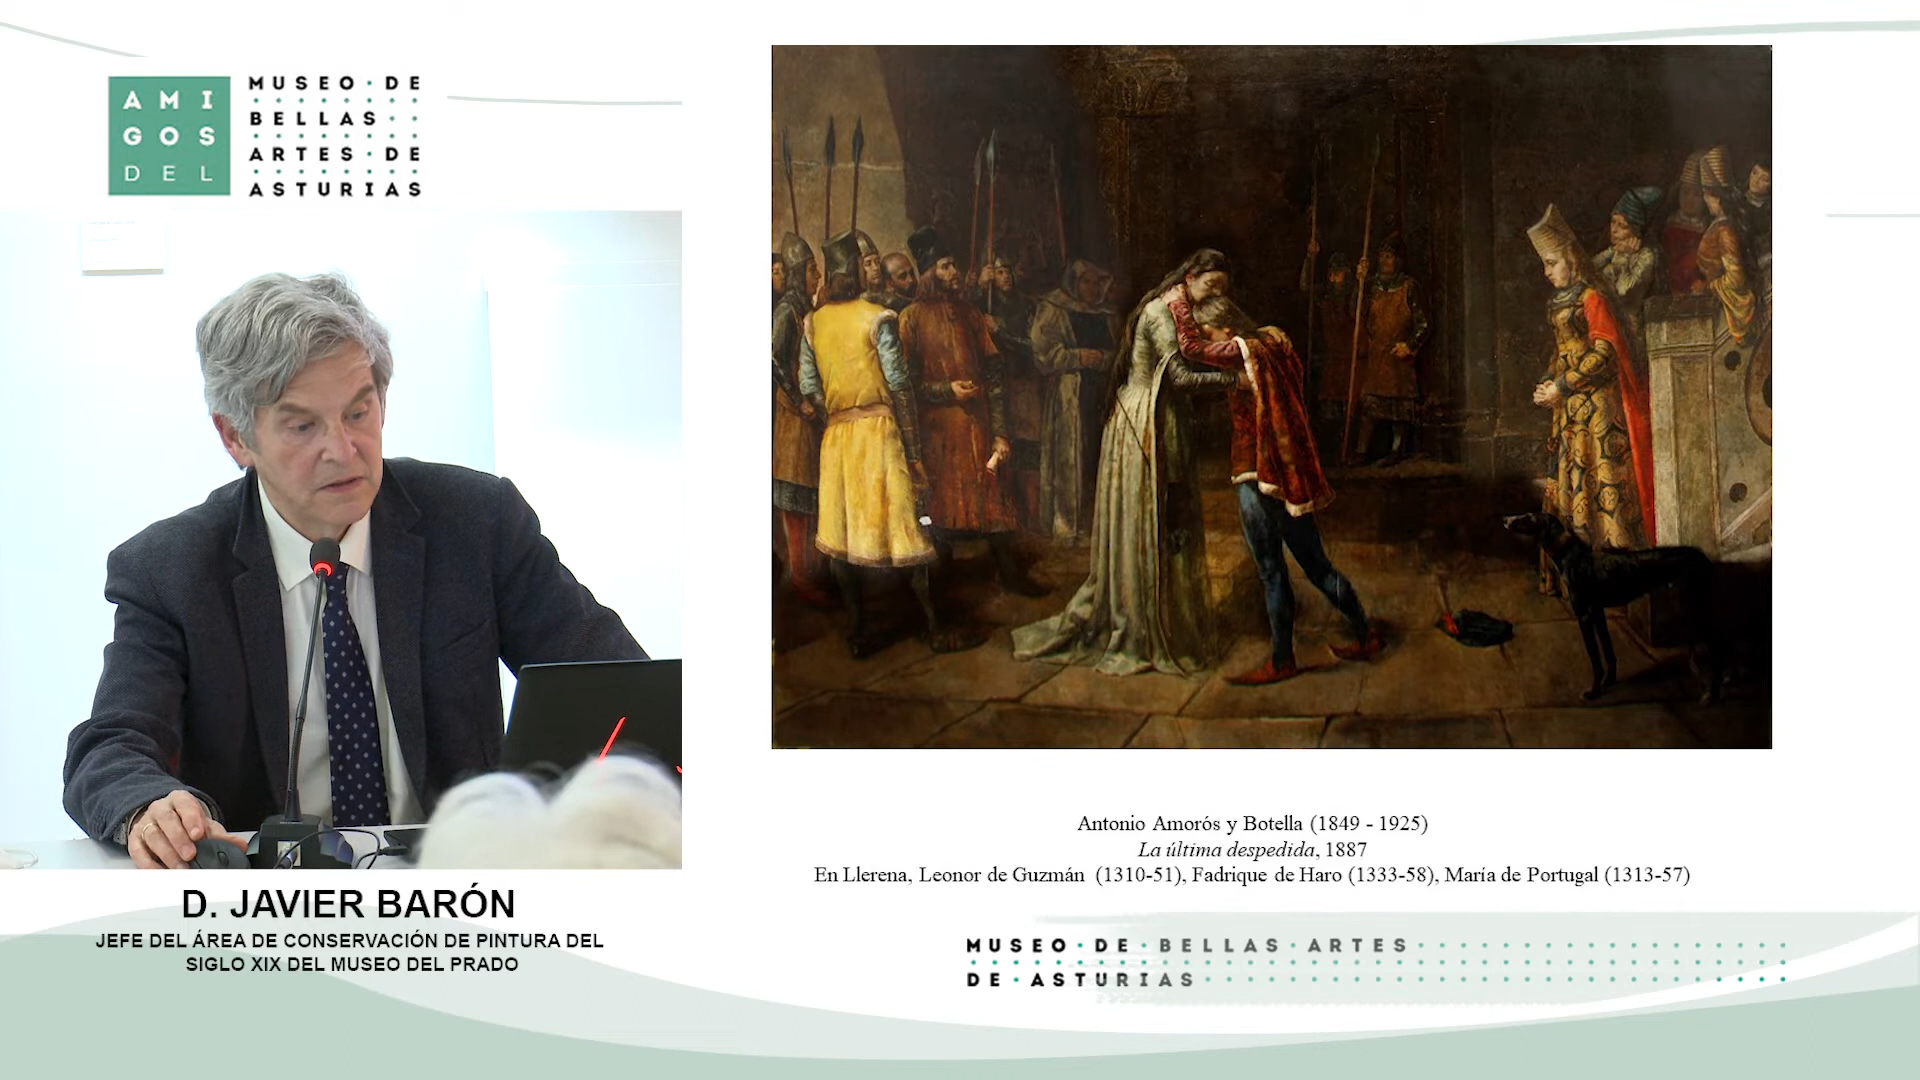 AMI
GOS
DEL
MUSEO·DE
BELLAS
ARTES·DE
ASTURIAS
D. JAVIER BARÓN
JEFE DEL ÁREA DE CONSERVACIÓN DE PINTURA DEL
SIGLO XIX DEL MUSEO DEL PRADO
Antonio Amorós y Botella (1849 - 1925)
La última despedida, 1887
En Llerena, Leonor de Guzmán (1310-51), Fadrique de Haro (1333-58), María de Portugal (1313-57)
MUSEO·DE·BELLAS·ARTES
DE·ASTURIAS